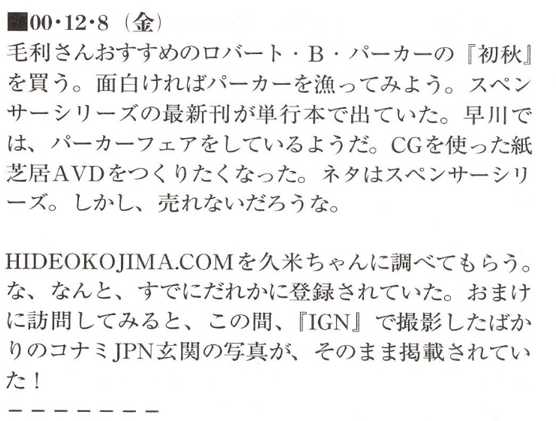 ■00・12・8（金）
毛利さんおすすめのロバート・B・パーカーの『初秋』
を買う。面白ければパーカーを漁ってみよう。スペン
サーシリーズの最新刊が単行本で出ていた。早川で
は、パーカーフェアをしているようだ。CGを使った紙
芝居AVDをつくりたくなった。ネタはスペンサーシリ
ーズ。しかし、売れないだろうな。
HIDEOKOJIMA.COMを久米ちゃんに調べてもらう。
な、なんと、すでにだれかに登録されていた。おまけ
に訪問してみると、この間、『IGN』で撮影したばか
りのコナミJPN玄関の写真が、そのまま掲載されてい
た！
－－－－－－－